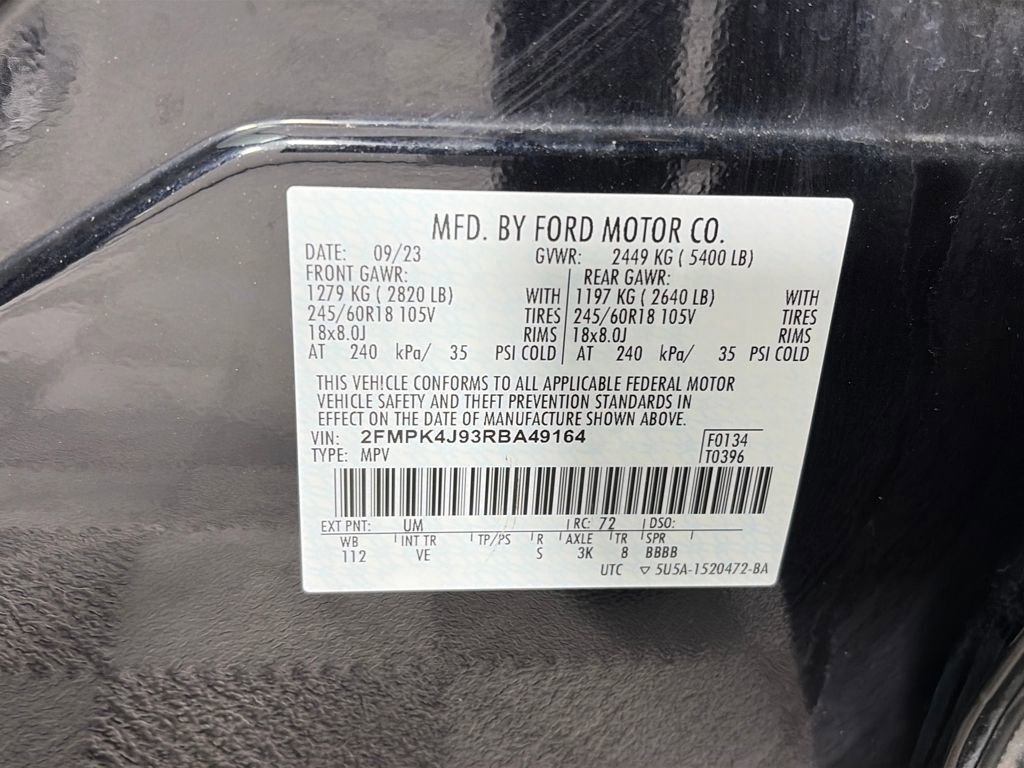 MFD. BY FORD MOTOR CO.
DATE: 09/23 GVWR: 2449 KG ( 5400 LB)
FRONT GAWR: REAR GAWR:
1279 KG ( 2820 LB) WITH 1197 KG ( 2640 LB) WITH
245/60R18 105V TIRES 245/60R18 105V TIRES
18x8.0J RIMS 18x8.0J RIMS
AT 240 kPa/ 35 PSI COLD AT 240 kPa/ 35 PSI COLD
THIS VEHICLE CONFORMS TO ALL APPLICABLE FEDERAL MOTOR
VEHICLE SAFETY AND THEFT PREVENTION STANDARDS IN
EFFECT ON THE DATE OF MANUFACTURE SHOWN ABOVE.
VIN: 2FMPK4J93RBA49164 F0134
TYPE: MPV T0396
EXT PNT: UM RC: 72 DSO:
WB INT TR TP/PS R AXLE TR SPR
112 VE S 3K 8 BBBB
UTC ▽ 5U5A-1520472-BA